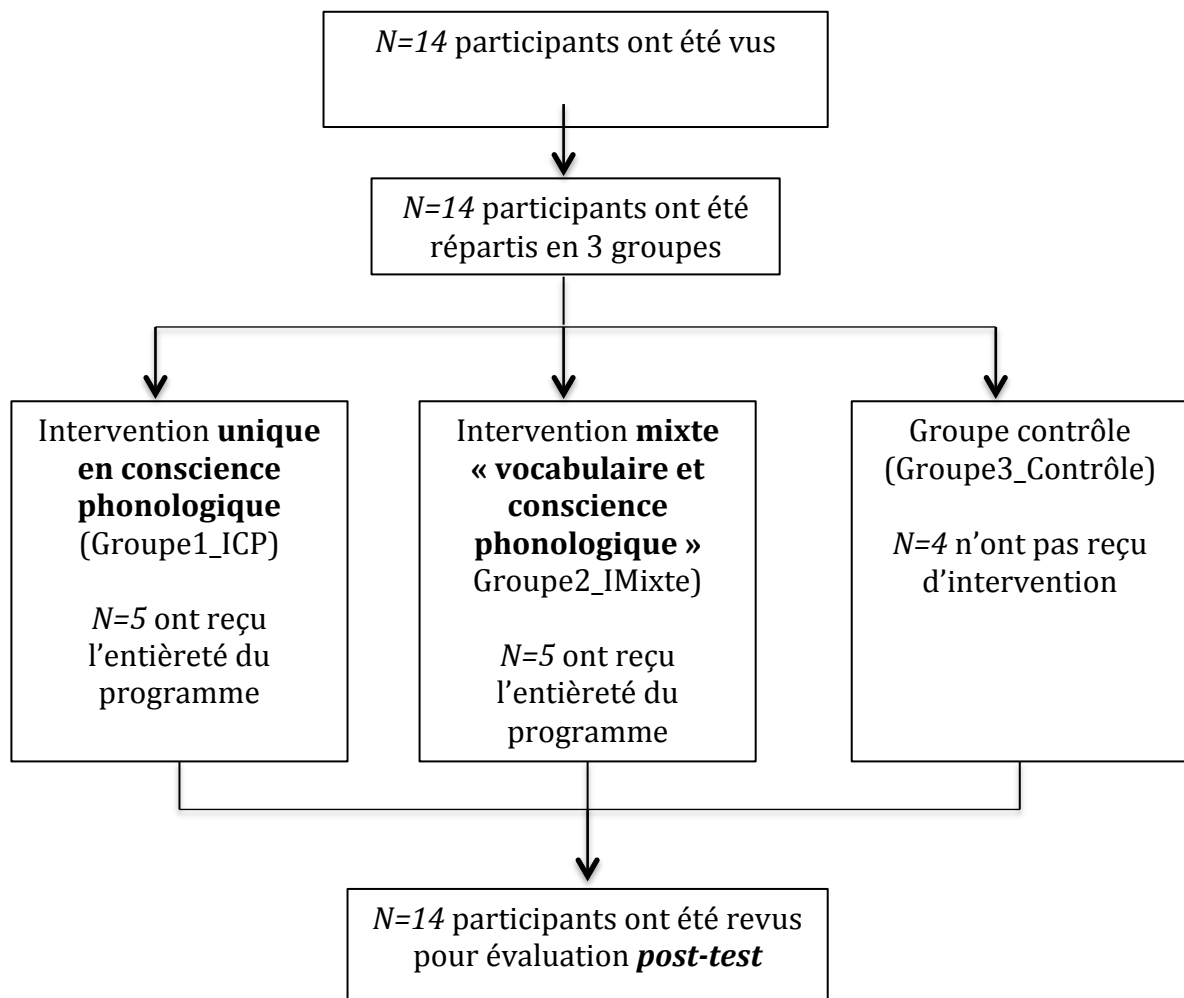 N=14 participants ont été vus
N=14 participants ont été
répartis en 3 groupes
Intervention unique
en conscience
phonologique
(Groupe1_ICP)
N=5 ont reçu
l’entièreté du
programme
Intervention mixte
« vocabulaire et
conscience
phonologique »
Groupe2_IMixte)
N=5 ont reçu
l’entièreté du
programme
Groupe contrôle
(Groupe3_Contrôle)
N=4 n’ont pas reçu
d’intervention
N=14 participants ont été revus
pour évaluation post-test